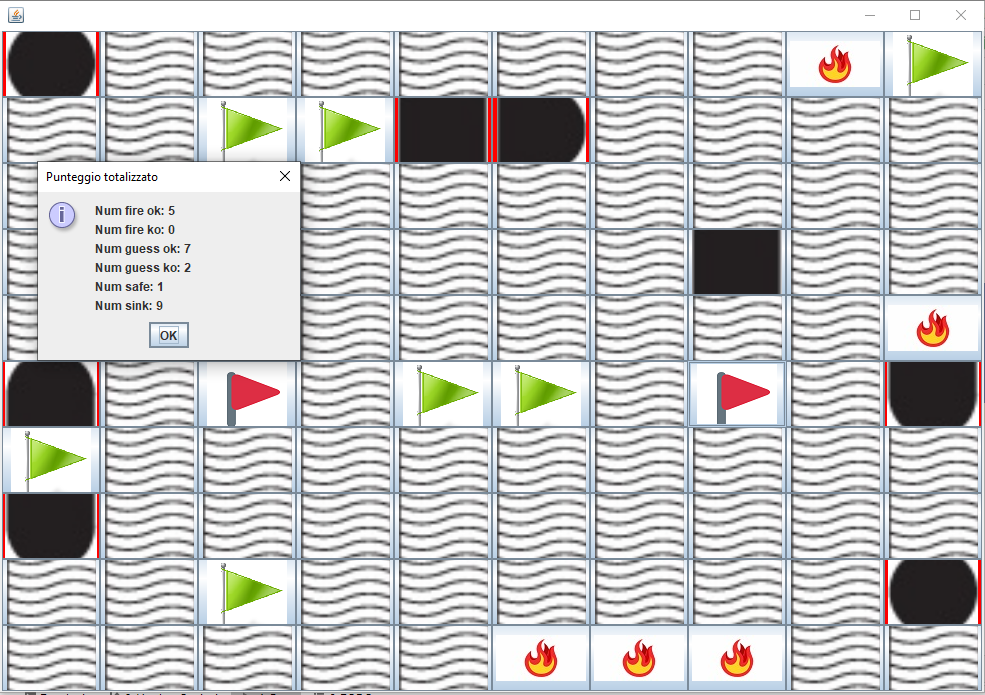 Punteggio totalizzato
Num fire ok: 5
Num fire ko: 0
Num guess ok: 7
Num guess ko: 2
Num safe: 1
Num sink: 9
OK